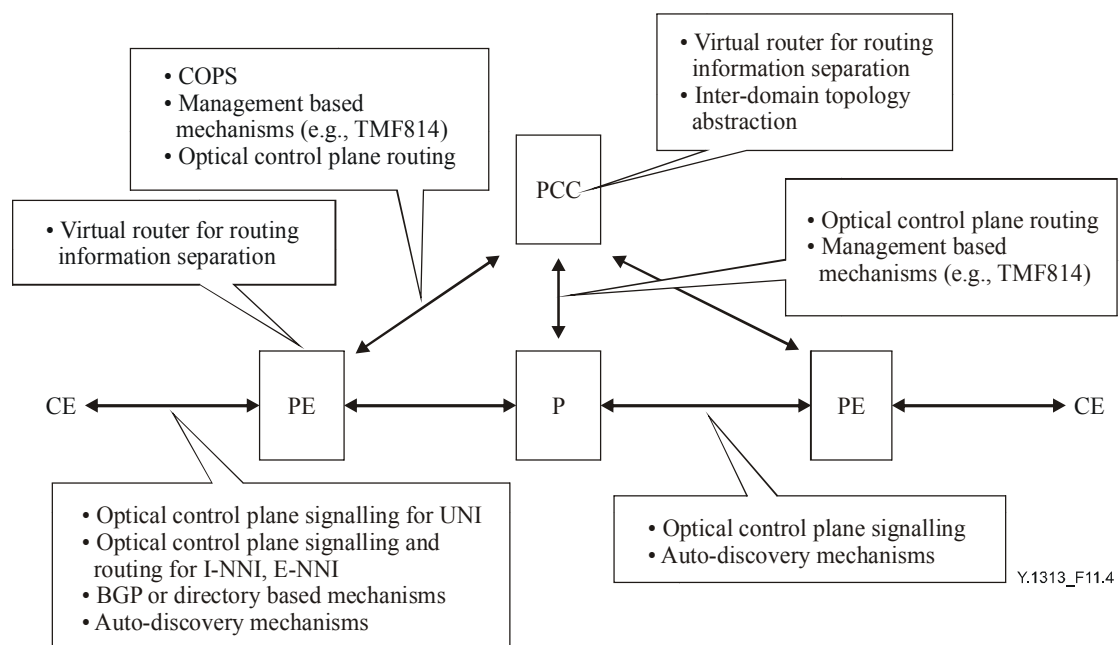 • COPS
• Management based
mechanisms (e.g., TMF814)
• Optical control plane routing
• Virtual router for routing
information separation
• Inter-domain topology
abstraction
PCC
• Virtual router for routing
information separation
• Optical control plane routing
• Management based
mechanisms (e.g., TMF814)
CE
PE
P
PE
CE
• Optical control plane signalling for UNI
• Optical control plane signalling and
routing for I-NNI, E-NNI
• BGP or directory based mechanisms
• Auto-discovery mechanisms
• Optical control plane signalling
• Auto-discovery mechanisms
Y.1313_F11.4